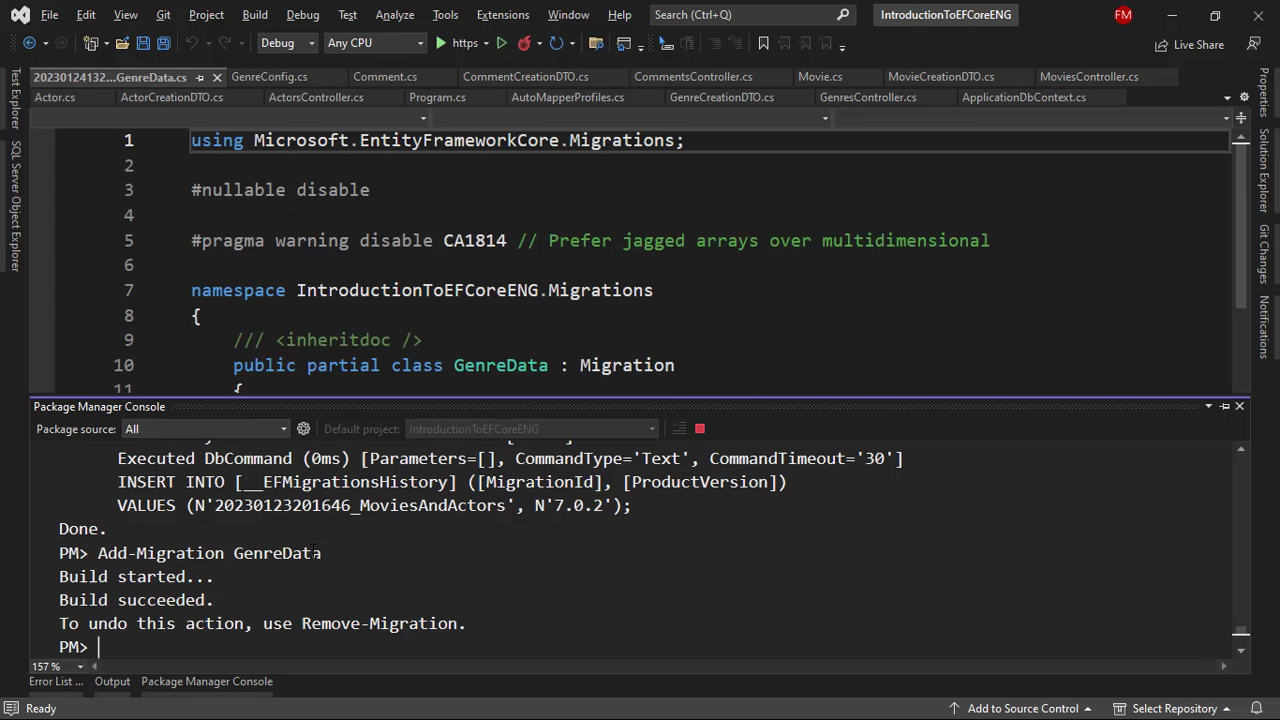 File Edit View Git Project Build Debug Test Analyze Tools Extensions Window Help Search (Ctrl+Q) IntroductionToEFCoreENG FM
Debug Any CPU https Live Share
20230124132...GenreData.cs GenreConfig.cs Comment.cs CommentCreationDTO.cs CommentsController.cs Movie.cs MovieCreationDTO.cs MoviesController.cs
Actor.cs ActorCreationDTO.cs ActorsController.cs Program.cs AutoMapperProfiles.cs GenreCreationDTO.cs GenresController.cs ApplicationDbContext.cs
Test Explorer
SQL Server Object Explorer
1 using Microsoft.EntityFrameworkCore.Migrations;
2
3 #nullable disable
4
5 #pragma warning disable CA1814 // Prefer jagged arrays over multidimensional
6
7 namespace IntroductionToEFCoreENG.Migrations
8 {
9 /// <inheritdoc />
10 public partial class GenreData : Migration
11 {
Properties
Solution Explorer
Git Changes
Notifications
Package Manager Console
Package source: All Default project: IntroductionToEFCoreENG
Executed DbCommand (0ms) [Parameters=[], CommandType='Text', CommandTimeout='30']
INSERT INTO [__EFMigrationsHistory] ([MigrationId], [ProductVersion])
VALUES (N'20230123201646_MoviesAndActors', N'7.0.2');
Done.
PM> Add-Migration GenreData
Build started...
Build succeeded.
To undo this action, use Remove-Migration.
PM>
157 %
Error List ... Output Package Manager Console
Ready Add to Source Control Select Repository